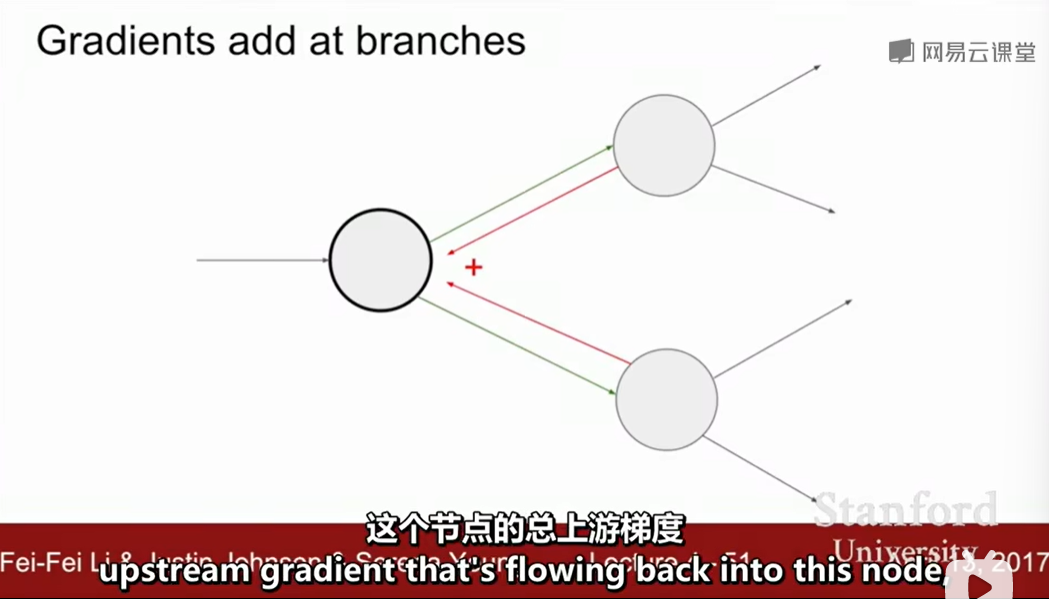 Gradients add at branches
网易云课堂
+
Stanford
University
这个节点的总上游梯度
Fei-Fei Li & Justin Johnson & Serena Yeung Lecture 4 - 51 13, 2017
upstream gradient that's flowing back into this node,